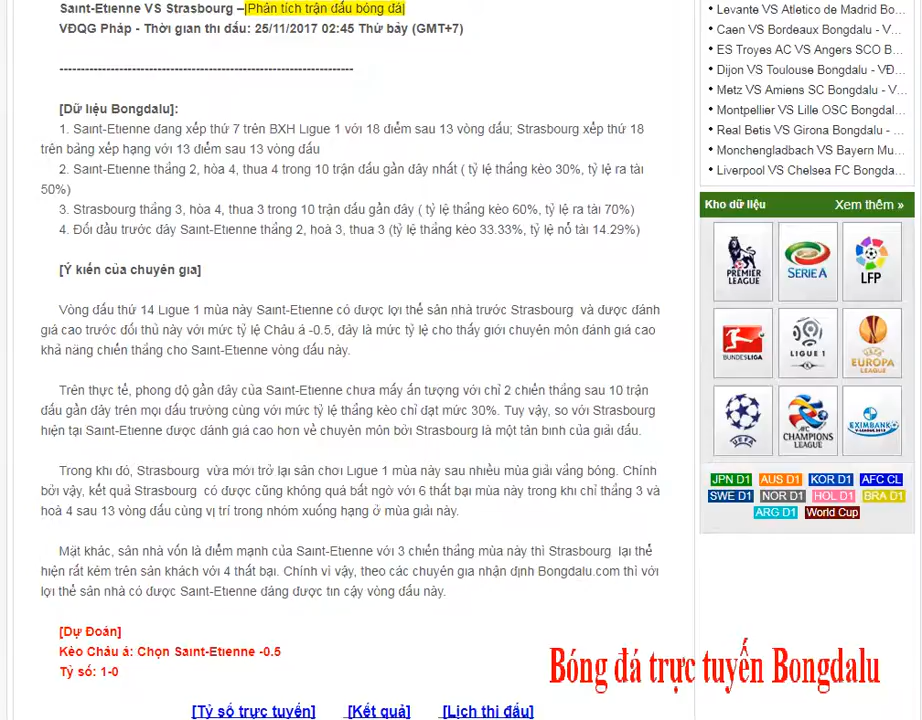 Saint-Etienne VS Strasbourg –[Phân tích trận đấu bóng đá]
VĐQG Pháp - Thời gian thi đấu: 25/11/2017 02:45 Thứ bảy (GMT+7)
--------------------------------------------------------------------
[Dữ liệu Bongdalu]:
1. Saint-Etienne đang xếp thứ 7 trên BXH Ligue 1 với 18 điểm sau 13 vòng đấu; Strasbourg xếp thứ 18
trên bảng xếp hạng với 13 điểm sau 13 vòng đấu
2. Saint-Etienne thắng 2, hòa 4, thua 4 trong 10 trận đấu gần đây nhất ( tỷ lệ thắng kèo 30%, tỷ lệ ra tài
50%)
3. Strasbourg thắng 3, hòa 4, thua 3 trong 10 trận đấu gần đây ( tỷ lệ thắng kèo 60%, tỷ lệ ra tài 70%)
4. Đối đầu trước đây Saint-Etienne thắng 2, hoà 3, thua 3 (tỷ lệ thắng kèo 33.33%, tỷ lệ nổ tài 14.29%)
[Ý kiến của chuyên gia]
Vòng đấu thứ 14 Ligue 1 mùa này Saint-Etienne có được lợi thế sân nhà trước Strasbourg và được đánh
giá cao trước đối thủ này với mức tỷ lệ Châu á -0.5, đây là mức tỷ lệ cho thấy giới chuyên môn đánh giá cao
khả năng chiến thắng cho Saint-Etienne vòng đấu này.
Trên thực tế, phong độ gần đây của Saint-Etienne chưa mấy ấn tượng với chỉ 2 chiến thắng sau 10 trận
đấu gần đây trên mọi đấu trường cùng với mức tỷ lệ thắng kèo chỉ đạt mức 30%. Tuy vậy, so với Strasbourg
hiện tại Saint-Etienne được đánh giá cao hơn về chuyên môn bởi Strasbourg là một tân binh của giải đấu.
Trong khi đó, Strasbourg vừa mới trở lại sân chơi Ligue 1 mùa này sau nhiều mùa giải vắng bóng. Chính
bởi vậy, kết quả Strasbourg có được cũng không quá bất ngờ với 6 thất bại mùa này trong khi chỉ thắng 3 và
hoà 4 sau 13 vòng đấu cùng vị trí trong nhóm xuống hạng ở mùa giải này.
Mặt khác, sân nhà vốn là điểm mạnh của Saint-Etienne với 3 chiến thắng mùa này thì Strasbourg lại thể
hiện rất kém trên sân khách với 4 thất bại. Chính vì vậy, theo các chuyên gia nhận định Bongdalu.com thì với
lợi thế sân nhà có được Saint-Etienne đáng được tin cậy vòng đấu này.
[Dự Đoán]
Kèo Châu á: Chọn Saint-Etienne -0.5
Tỷ số: 1-0
[Tỷ số trực tuyến] [Kết quả] [Lịch thi đấu]
Levante VS Atletico de Madrid Bo...
Caen VS Bordeaux Bongdalu - V...
ES Troyes AC VS Angers SCO B...
Dijon VS Toulouse Bongdalu - VĐ...
Metz VS Amiens SC Bongdalu - V...
Montpellier VS Lille OSC Bongdal...
Real Betis VS Girona Bongdalu - ...
Monchengladbach VS Bayern Mu...
Liverpool VS Chelsea FC Bongda...
Kho dữ liệu Xem thêm »
PREMIER LEAGUE
SERIE A
LFP
BUNDESLIGA
LIGUE 1
EUROPA LEAGUE
UEFA
AFC CHAMPIONS LEAGUE
EXIMBANK
JPN D1 AUS D1 KOR D1 AFC CL
SWE D1 NOR D1 HOL D1 BRA D1
ARG D1 World Cup
Bóng đá trực tuyến Bongdalu